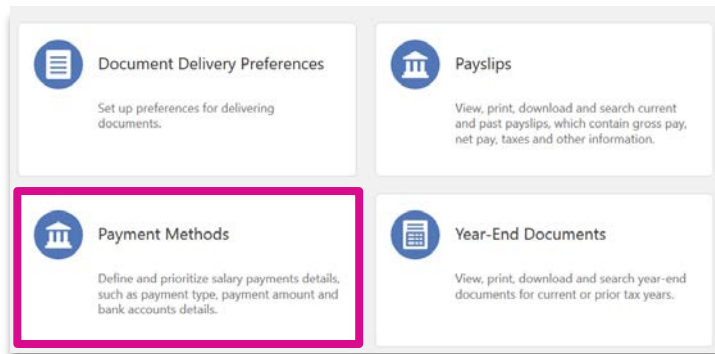 Document Delivery Preferences
Set up preferences for delivering
documents.
Payslips
View, print, download and search current
and past payslips, which contain gross pay,
net pay, taxes and other information.
Payment Methods
Define and prioritize salary payments details,
such as payment type, payment amount and
bank accounts details.
Year-End Documents
View, print, download and search year-end
documents for current or prior tax years.